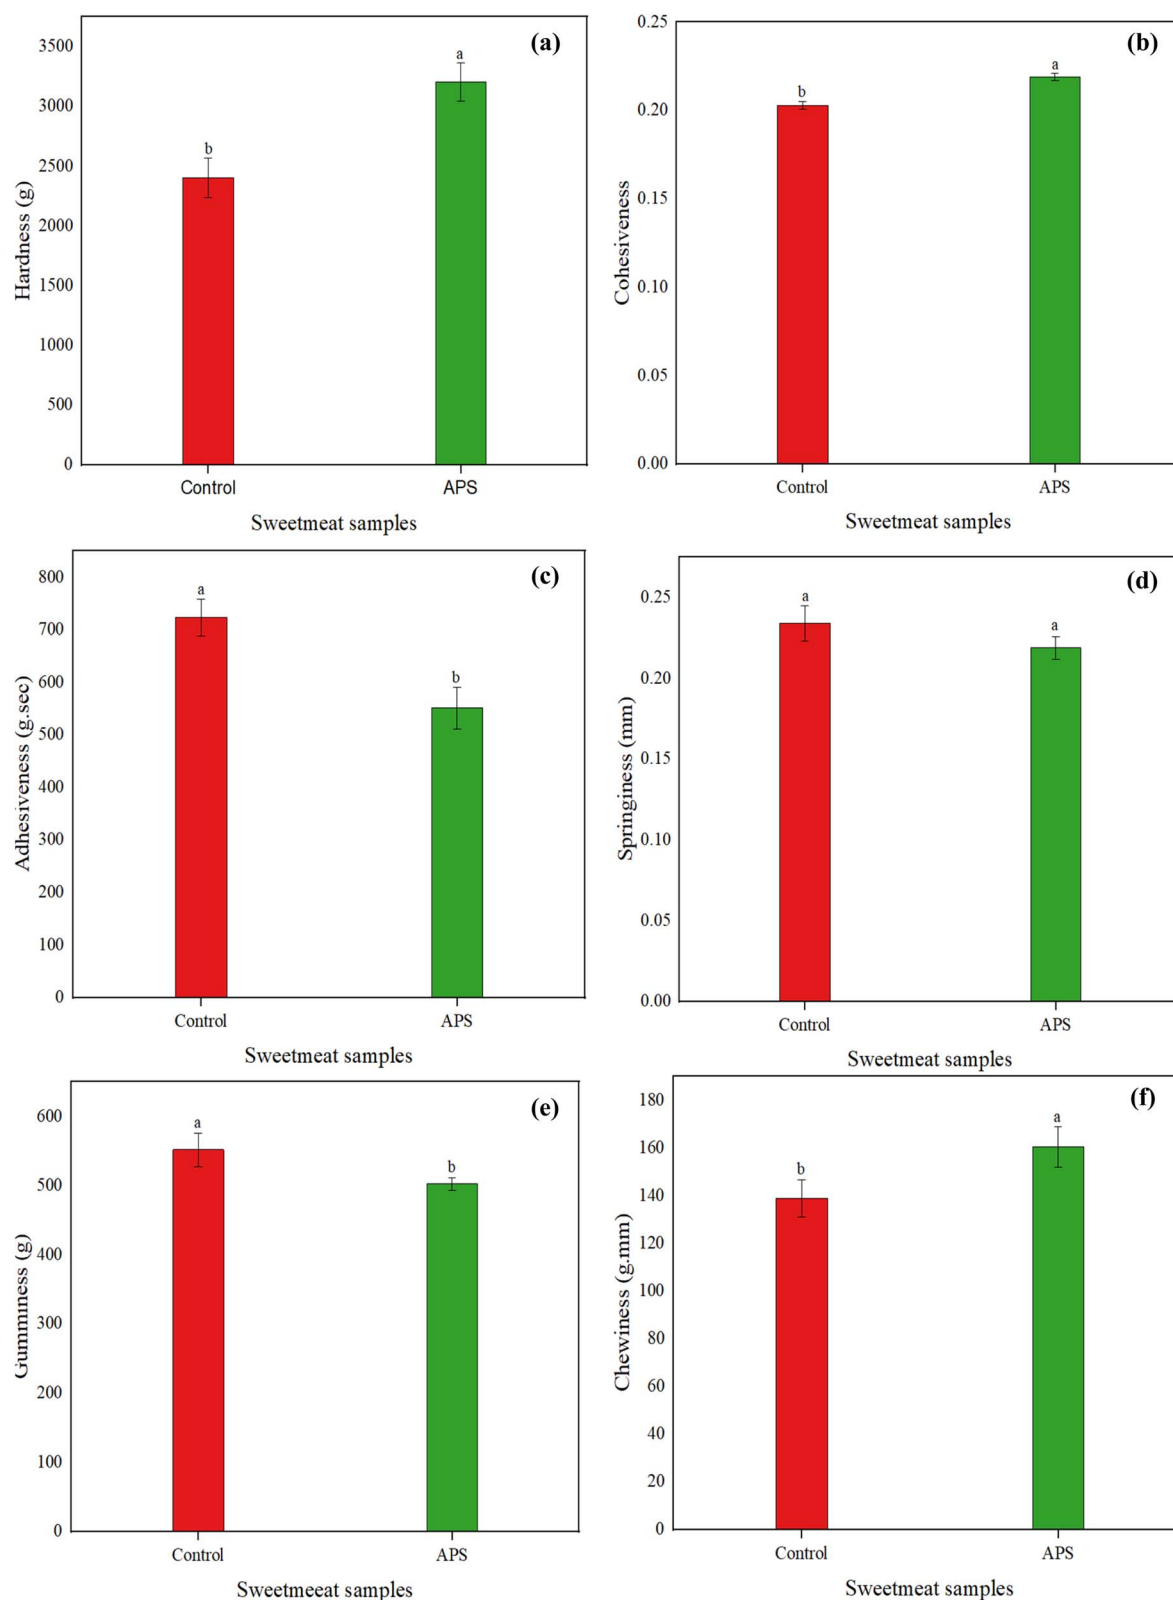 (a)
3500
3000
2500
2000
1500
1000
500
0
Hardness (g)
b
a
Control
APS
Sweetmeat samples
(b)
0.25
0.20
0.15
0.10
0.05
0.00
Cohesiveness
b
a
Control
APS
Sweetmeat samples
(c)
800
700
600
500
400
300
200
100
0
Adhesiveness (g.sec)
a
b
Control
APS
Sweetmeat samples
(d)
0.25
0.20
0.15
0.10
0.05
0.00
Springiness (mm)
a
a
Control
APS
Sweetmeat samples
(e)
600
500
400
300
200
100
0
Gumminess (g)
a
b
Control
APS
Sweetmeeat samples
(f)
180
160
140
120
100
80
60
40
20
0
Chewiness (g.mm)
b
a
Control
APS
Sweetmeat samples